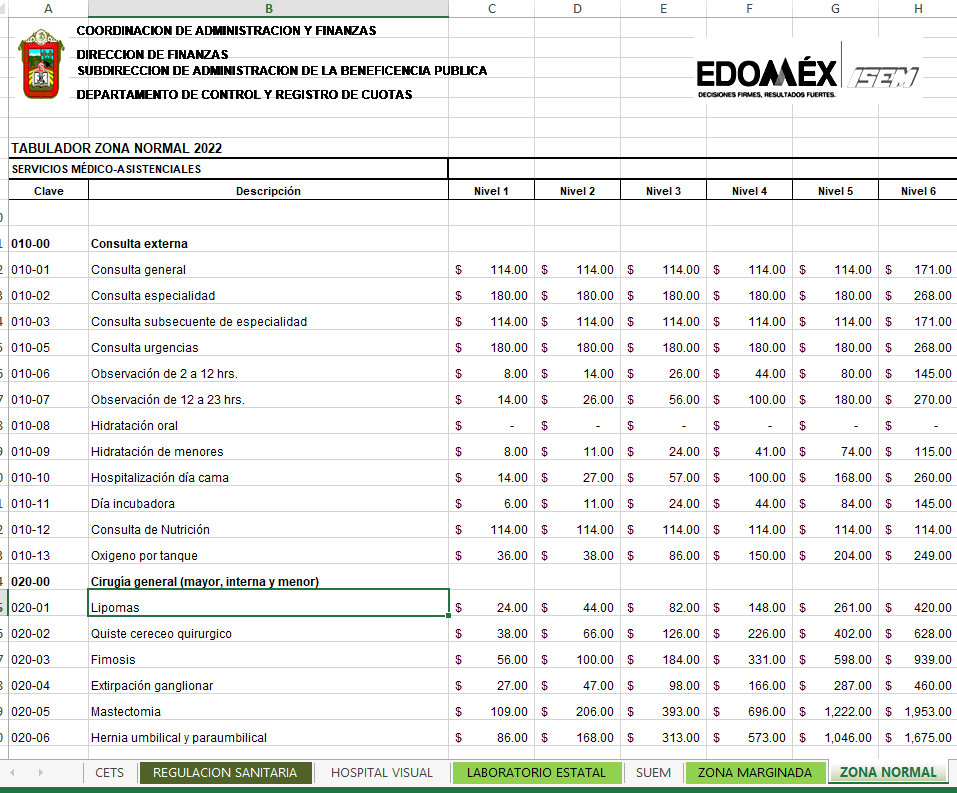 A B C D E F G H
COORDINACION DE ADMINISTRACION Y FINANZAS
DIRECCION DE FINANZAS
SUBDIRECCION DE ADMINISTRACION DE LA BENEFICENCIA PUBLICA
DEPARTAMENTO DE CONTROL Y REGISTRO DE CUOTAS
EDOMÉX ISEM
DECISIONES FIRMES, RESULTADOS FUERTES.
TABULADOR ZONA NORMAL 2022
SERVICIOS MÉDICO-ASISTENCIALES
Clave Descripción Nivel 1 Nivel 2 Nivel 3 Nivel 4 Nivel 5 Nivel 6
010-00 Consulta externa
010-01 Consulta general $ 114.00 $ 114.00 $ 114.00 $ 114.00 $ 114.00 $ 171.00
010-02 Consulta especialidad $ 180.00 $ 180.00 $ 180.00 $ 180.00 $ 180.00 $ 268.00
010-03 Consulta subsecuente de especialidad $ 114.00 $ 114.00 $ 114.00 $ 114.00 $ 114.00 $ 171.00
010-05 Consulta urgencias $ 180.00 $ 180.00 $ 180.00 $ 180.00 $ 180.00 $ 268.00
010-06 Observación de 2 a 12 hrs. $ 8.00 $ 14.00 $ 26.00 $ 44.00 $ 80.00 $ 145.00
010-07 Observación de 12 a 23 hrs. $ 14.00 $ 26.00 $ 56.00 $ 100.00 $ 180.00 $ 270.00
010-08 Hidratación oral $ - $ - $ - $ - $ - $ -
010-09 Hidratación de menores $ 8.00 $ 11.00 $ 24.00 $ 41.00 $ 74.00 $ 115.00
010-10 Hospitalización día cama $ 14.00 $ 27.00 $ 57.00 $ 100.00 $ 168.00 $ 260.00
010-11 Día incubadora $ 6.00 $ 11.00 $ 24.00 $ 44.00 $ 84.00 $ 145.00
010-12 Consulta de Nutrición $ 114.00 $ 114.00 $ 114.00 $ 114.00 $ 114.00 $ 114.00
010-13 Oxigeno por tanque $ 36.00 $ 38.00 $ 86.00 $ 150.00 $ 204.00 $ 249.00
020-00 Cirugía general (mayor, interna y menor)
020-01 Lipomas $ 24.00 $ 44.00 $ 82.00 $ 148.00 $ 261.00 $ 420.00
020-02 Quiste cereceo quirurgico $ 38.00 $ 66.00 $ 126.00 $ 226.00 $ 402.00 $ 628.00
020-03 Fimosis $ 56.00 $ 100.00 $ 184.00 $ 331.00 $ 598.00 $ 939.00
020-04 Extirpación ganglionar $ 27.00 $ 47.00 $ 98.00 $ 166.00 $ 287.00 $ 460.00
020-05 Mastectomia $ 109.00 $ 206.00 $ 393.00 $ 696.00 $ 1,222.00 $ 1,953.00
020-06 Hernia umbilical y paraumbilical $ 86.00 $ 168.00 $ 313.00 $ 573.00 $ 1,046.00 $ 1,675.00
CETS REGULACION SANITARIA HOSPITAL VISUAL LABORATORIO ESTATAL SUEM ZONA MARGINADA ZONA NORMAL